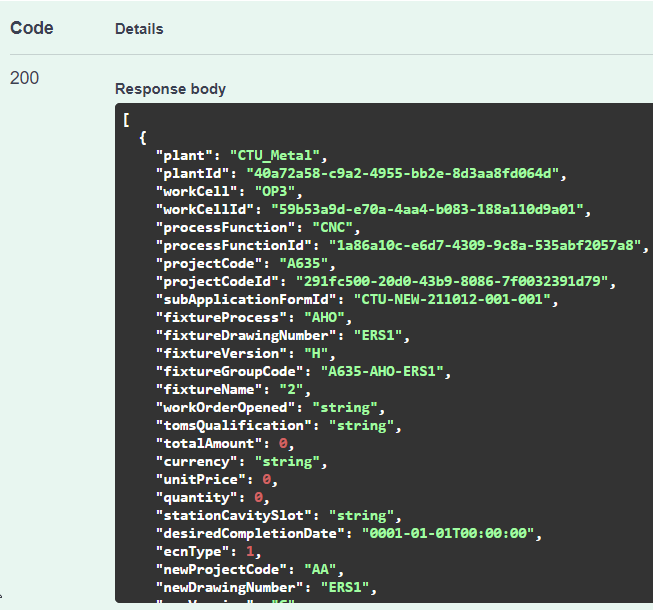 Code Details
200
Response body
[
{
"plant": "CTU_Metal",
"plantId": "40a72a58-c9a2-4955-bb2e-8d3aa8fd064d",
"workCell": "OP3",
"workCellId": "59b53a9d-e70a-4aa4-b083-188a110d9a01",
"processFunction": "CNC",
"processFunctionId": "1a86a10c-e6d7-4309-9c8a-535abf2057a8",
"projectCode": "A635",
"projectCodeId": "291fc500-20d0-43b9-8086-7f0032391d79",
"subApplicationFormId": "CTU-NEW-211012-001-001",
"fixtureProcess": "AHO",
"fixtureDrawingNumber": "ERS1",
"fixtureVersion": "H",
"fixtureGroupCode": "A635-AHO-ERS1",
"fixtureName": "2",
"workOrderOpened": "string",
"tomsQualification": "string",
"totalAmount": 0,
"currency": "string",
"unitPrice": 0,
"quantity": 0,
"stationCavitySlot": "string",
"desiredCompletionDate": "0001-01-01T00:00:00",
"ecnType": 1,
"newProjectCode": "AA",
"newDrawingNumber": "ERS1",